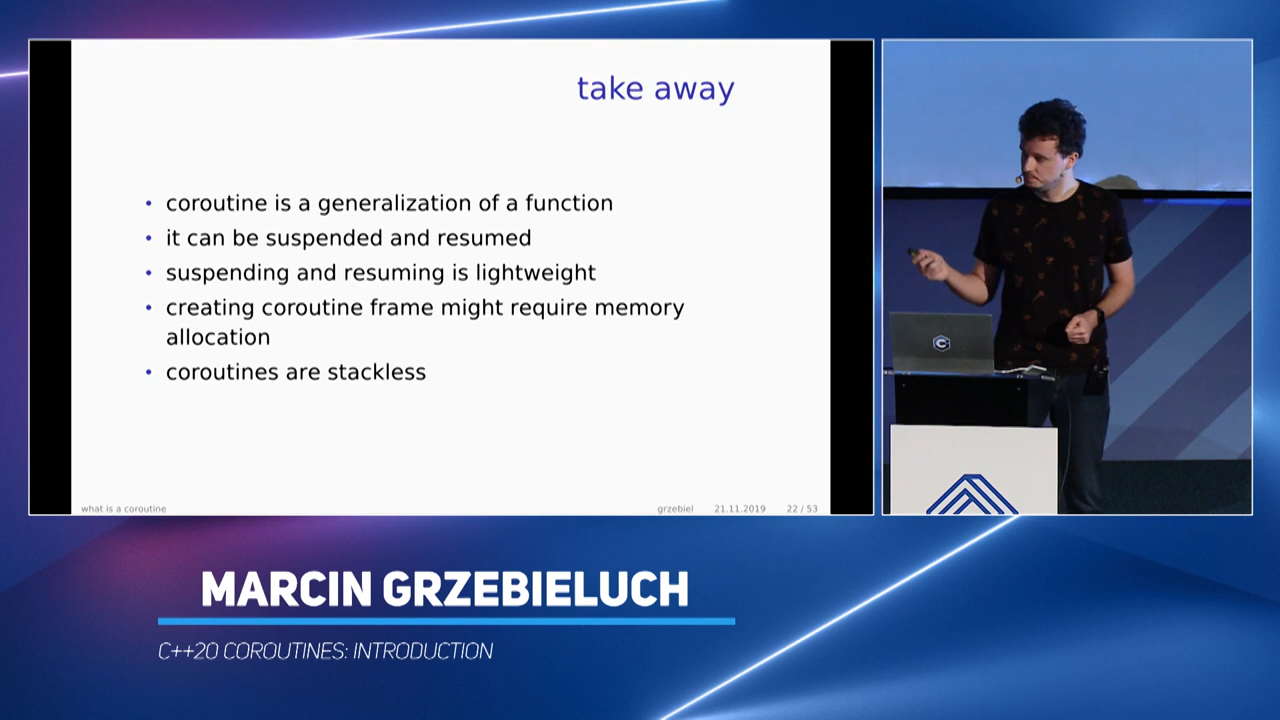 take away
• coroutine is a generalization of a function
• it can be suspended and resumed
• suspending and resuming is lightweight
• creating coroutine frame might require memory
allocation
• coroutines are stackless
what is a coroutine
grzebiel 21.11.2019 22 / 53
C
MARCIN GRZEBIELUCH
C++20 COROUTINES: INTRODUCTION